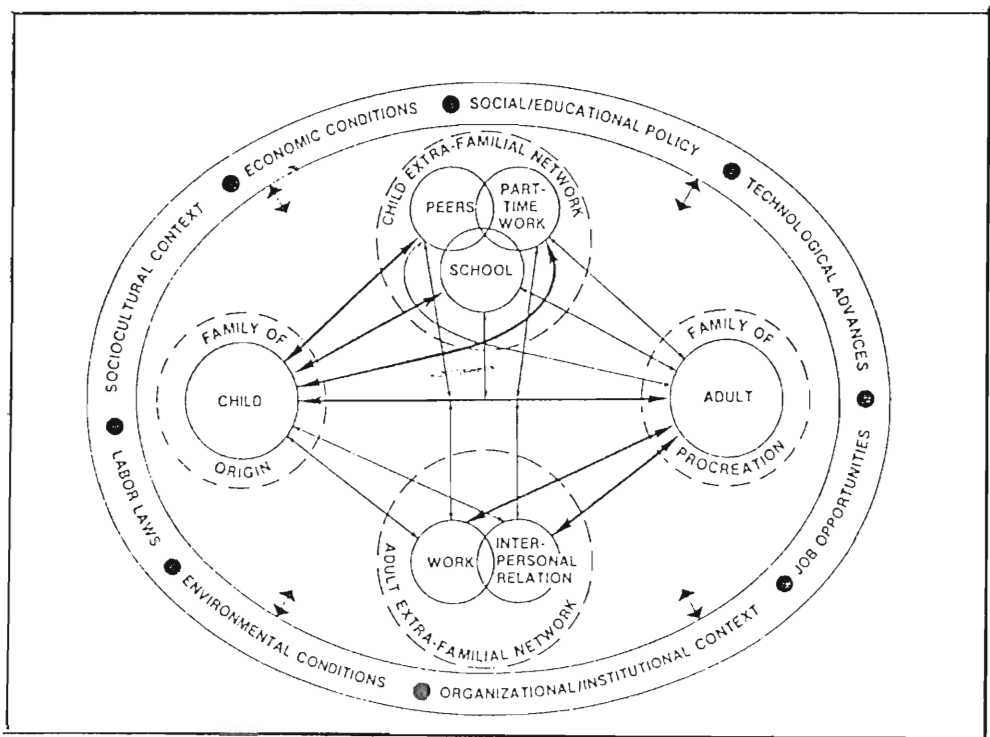 SOCIOCULTURAL CONTEXT
ECONOMIC CONDITIONS
SOCIAL/EDUCATIONAL POLICY
TECHNOLOGICAL ADVANCES
JOB OPPORTUNITIES
ORGANIZATIONAL/INSTITUTIONAL CONTEXT
ENVIRONMENTAL CONDITIONS
LABOR LAWS
CHILD EXTRA-FAMILIAL NETWORK
PEERS
PART-
TIME
WORK
SCHOOL
FAMILY OF
CHILD
ORIGIN
FAMILY OF
ADULT
PROCREATION
WORK
INTER-
PERSONAL
RELATION
ADULT EXTRA-FAMILIAL NETWORK